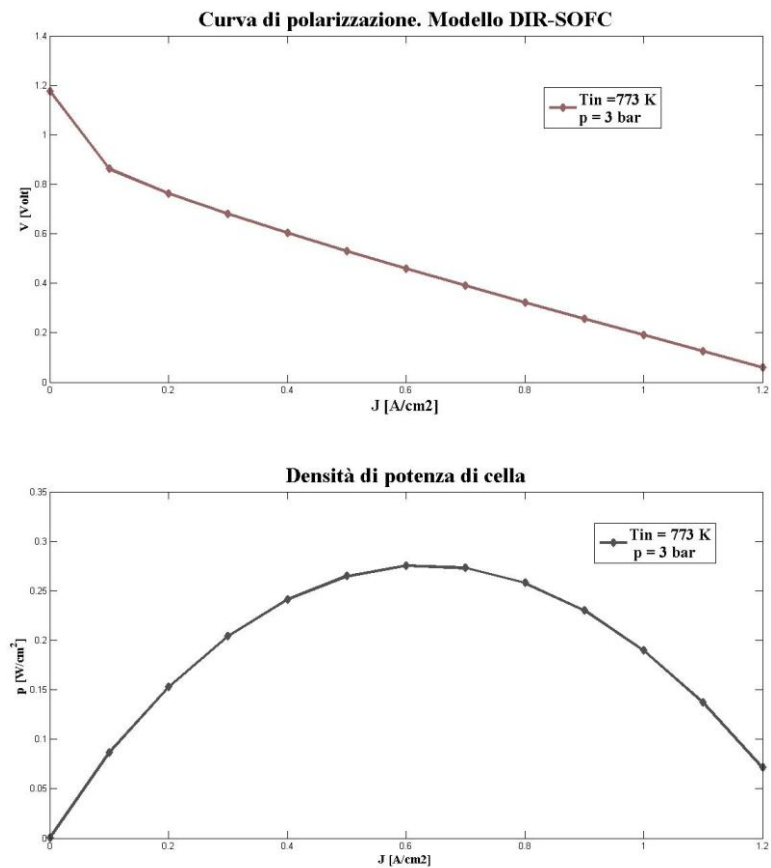 Curva di polarizzazione. Modello DIR-SOFC
1.4
1.2
1
0.8
0.6
0.4
0.2
0
V [Volt]
Tin =773 K
p = 3 bar
0 0.2 0.4 0.6 0.8 1 1.2
J [A/cm2]
Densità di potenza di cella
0.35
0.3
0.25
0.2
0.15
0.1
0.05
0
p [W/cm²]
Tin = 773 K
p = 3 bar
0 0.2 0.4 0.6 0.8 1 1.2
J [A/cm2]